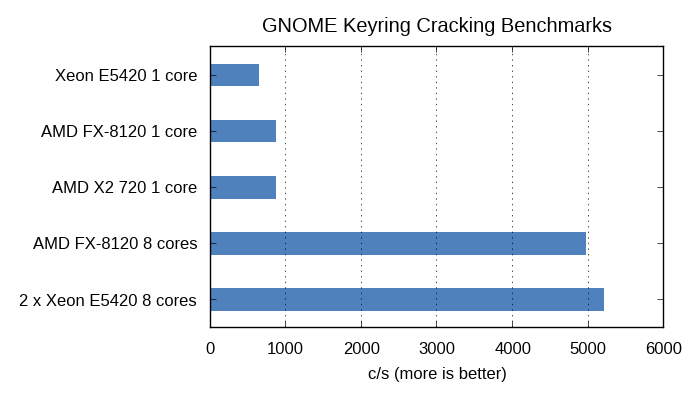 GNOME Keyring Cracking Benchmarks
Xeon E5420 1 core
AMD FX-8120 1 core
AMD X2 720 1 core
AMD FX-8120 8 cores
2 x Xeon E5420 8 cores
0 1000 2000 3000 4000 5000 6000
c/s (more is better)